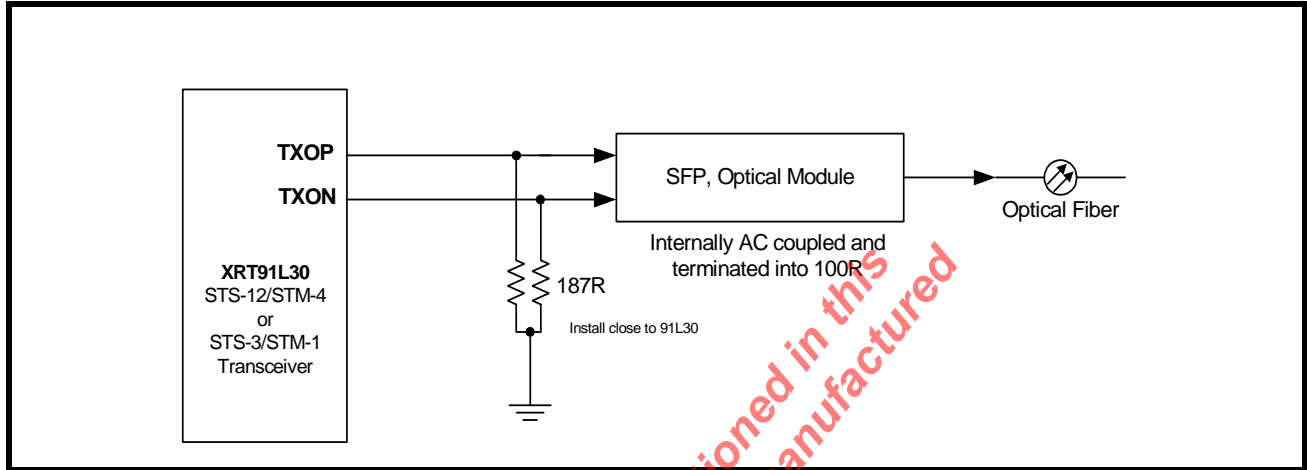 TXOP
TXON
XRT91L30
STS-12/STM-4
or
STS-3/STM-1
Transceiver
SFP, Optical Module
Internally AC coupled and
terminated into 100R
187R
Install close to 91L30
Optical Fiber
ioned in this
anufactured